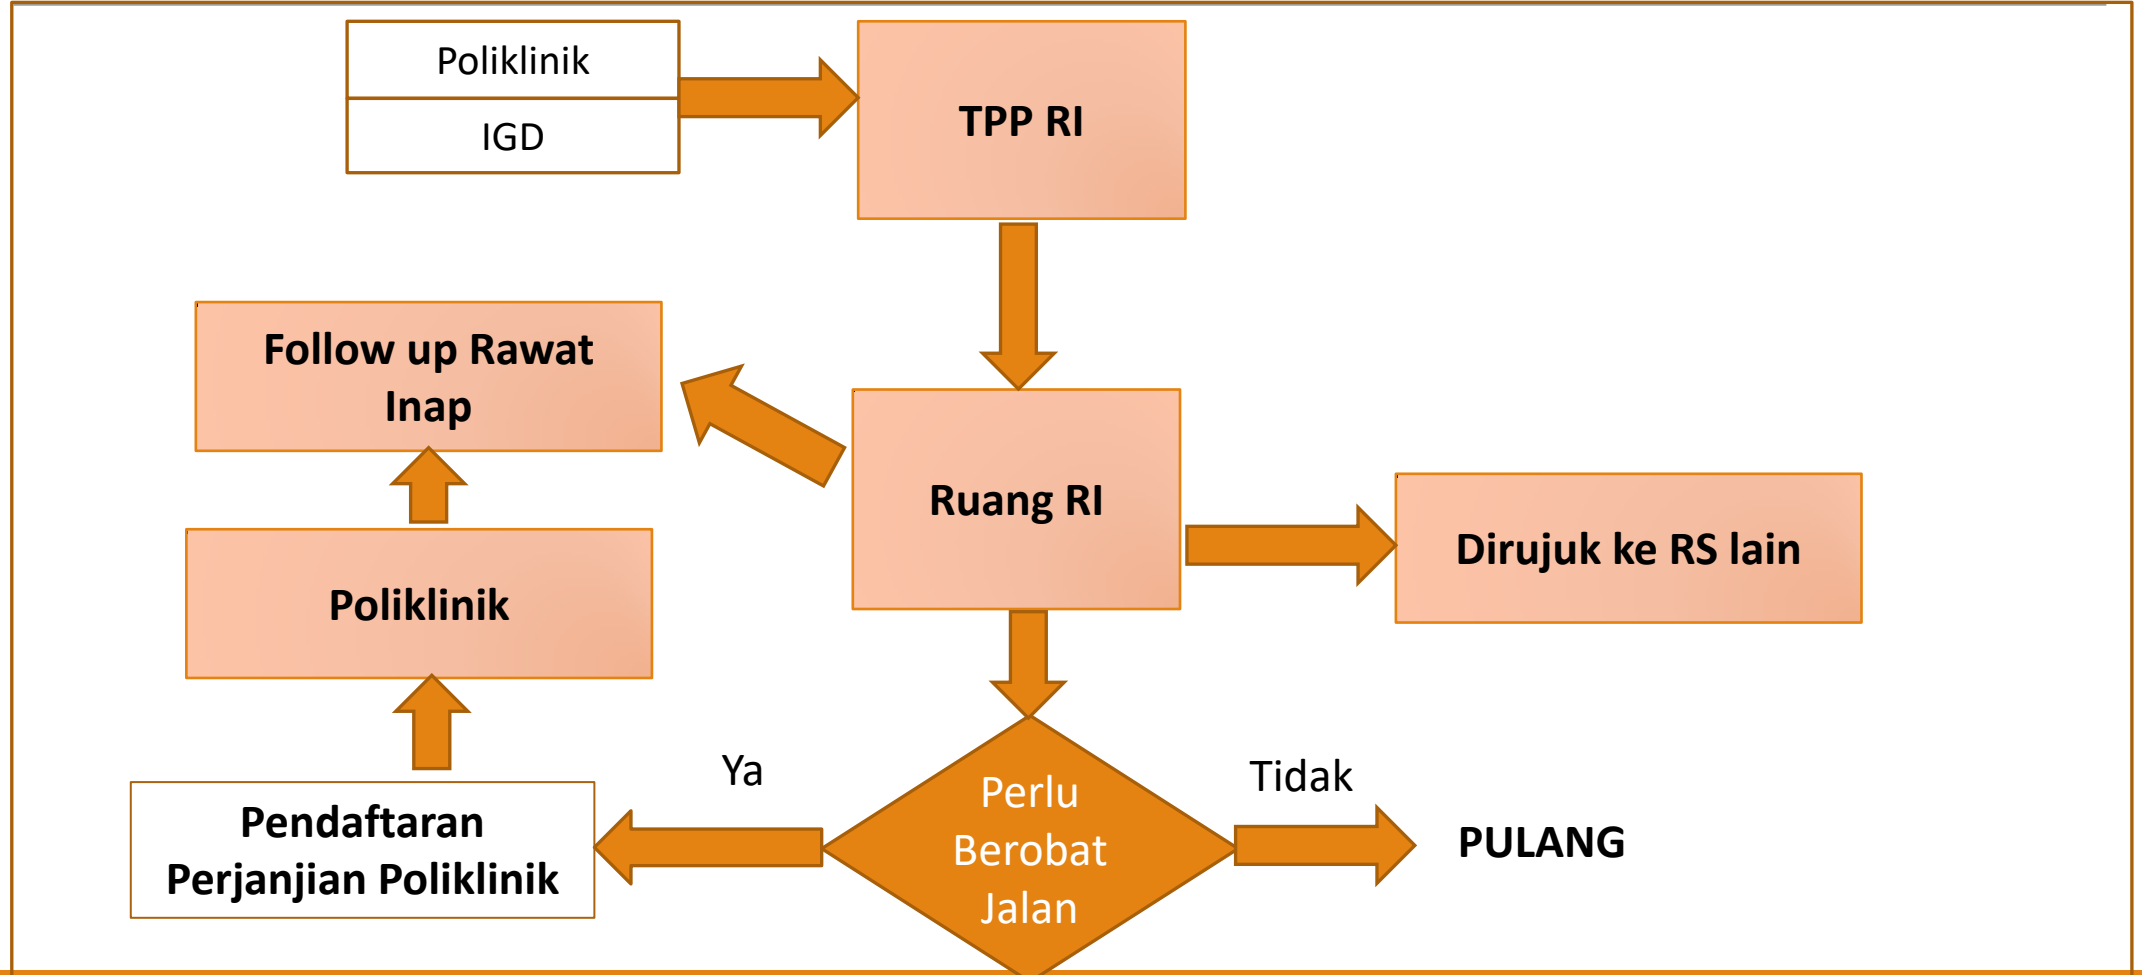 Poliklinik
IGD
TPP RI
Follow up Rawat
Inap
Ruang RI
Dirujuk ke RS lain
Poliklinik
Ya
Tidak
Perlu
Berobat
Jalan
PULANG
Pendaftaran
Perjanjian Poliklinik